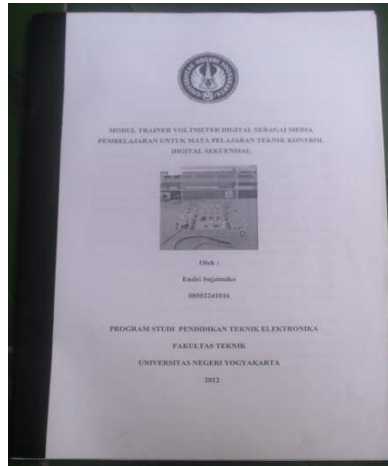 MODEL TRAINER VOLTMETER DIGITAL SEBAGAI MEDIA
PEMBELAJARAN UNTUK MATA PELAJARAN TEKNIK KONTROL
DIGITAL SEKUENSIAL
Oleh :
Endri Sujatmiko
08502241016
PROGRAM STUDI PENDIDIKAN TEKNIK ELEKTRONIKA
FAKULTAS TEKNIK
UNIVERSITAS NEGERI YOGYAKARTA
2012